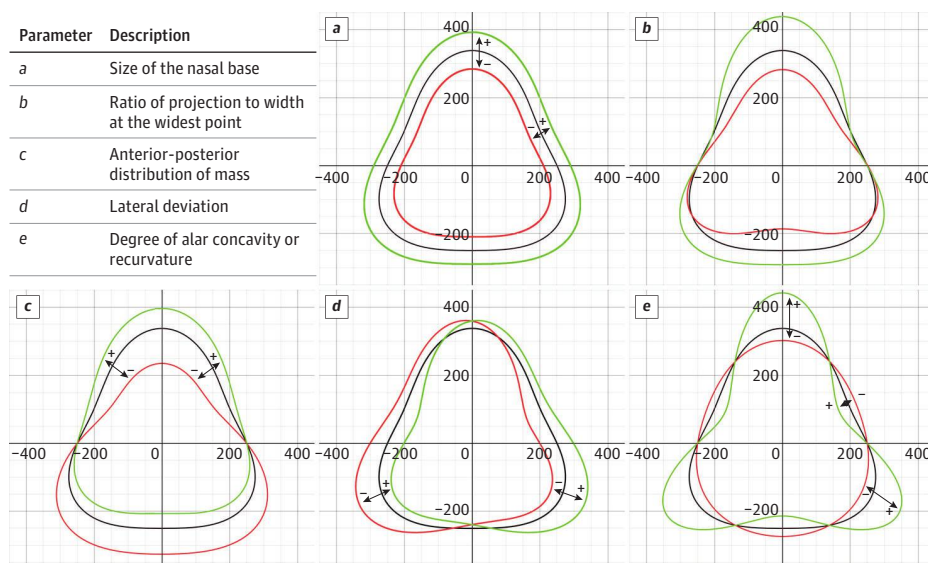 Parameter Description
a Size of the nasal base
b Ratio of projection to width
at the widest point
c Anterior-posterior
distribution of mass
d Lateral deviation
e Degree of alar concavity or
recurvature
a
400
200
−400 −200 0 200 400
−200
+
−
−
+
b
400
200
−400 −200 0 200 400
−200
c
400
200
−400 −200 0 200 400
−200
+
−
−
+
d
400
200
−400 −200 0 200 400
−200
−
+
−
+
e
400
200
−400 −200 0 200 400
−200
+
−
−
+
−
+